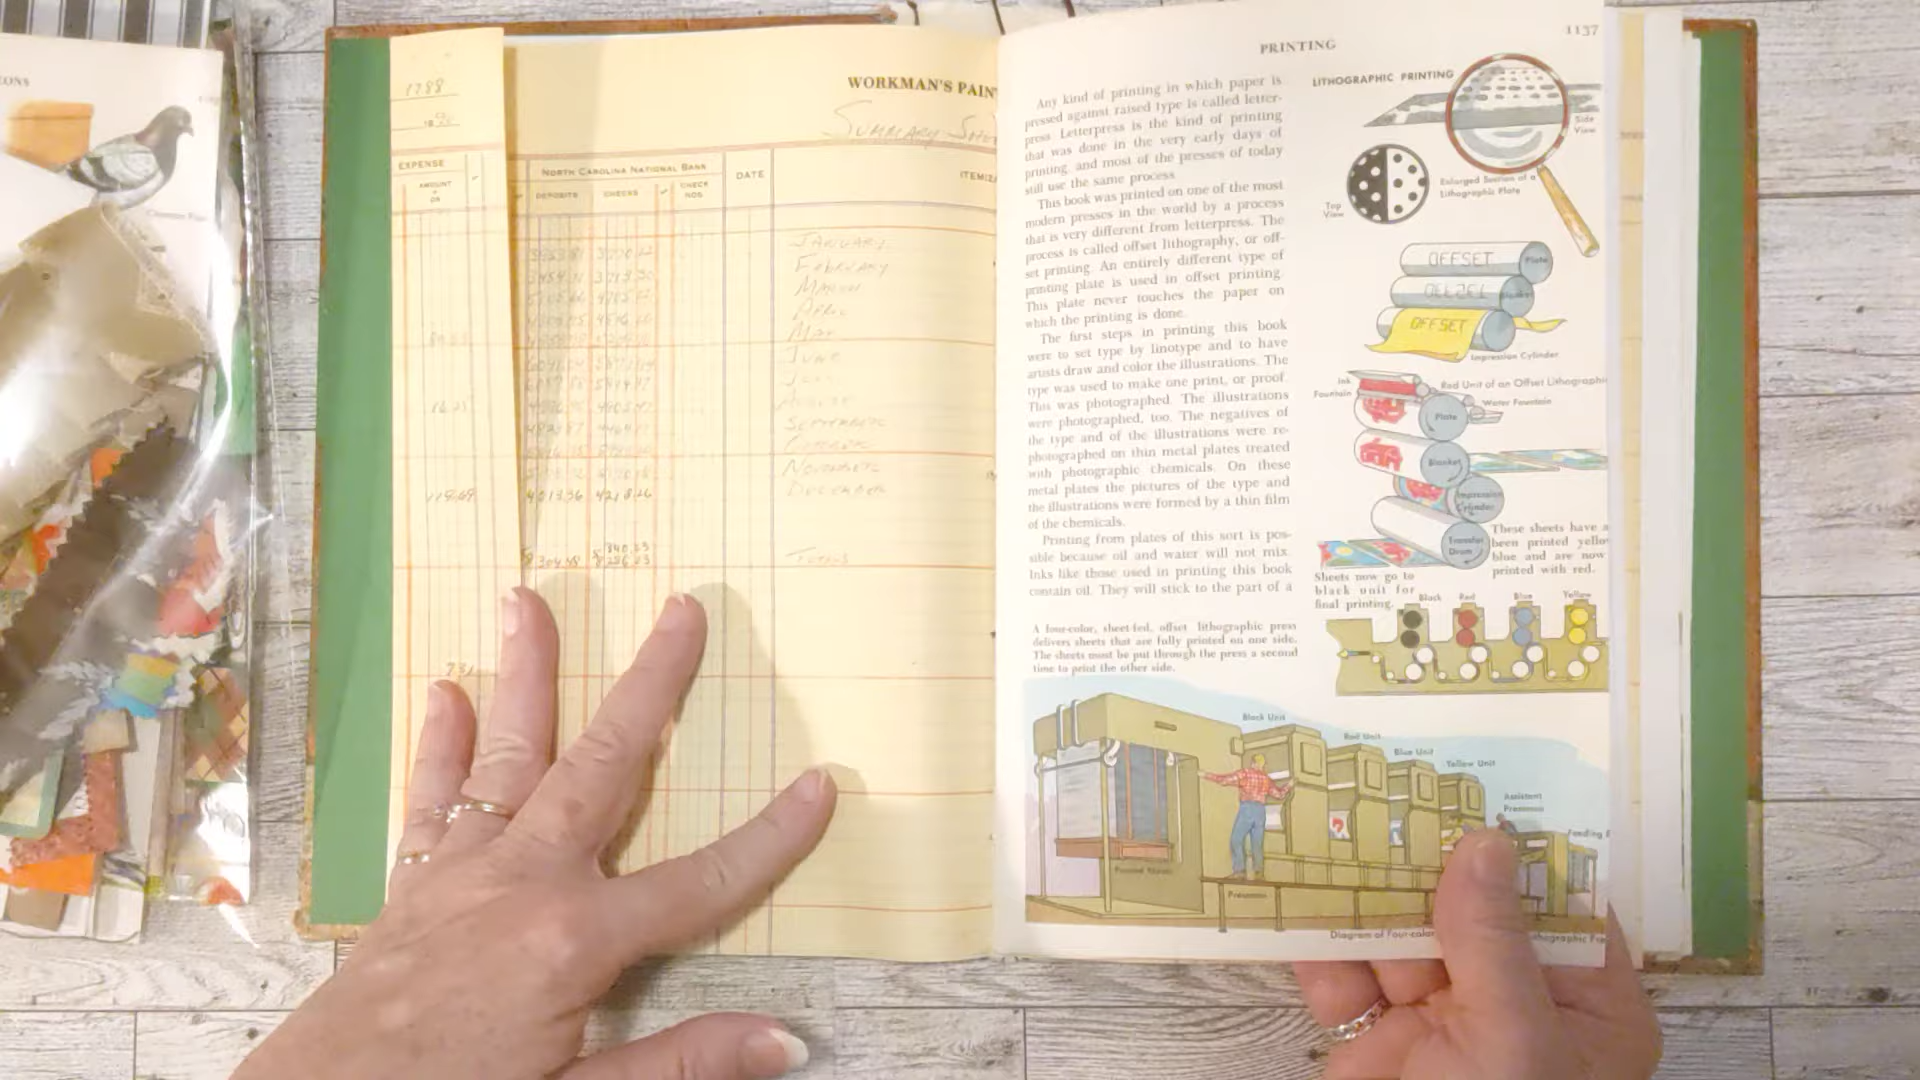 1788
EXPENSE
AMOUNT
OR
WORKMAN'S PAIN
SUMMARY
NORTH CAROLINA NATIONAL BANK
DEPOSITS
CHECKS
CHECK
NOS.
DATE
ITEMIZA
JANUARY
FEBRUARY
MARCH
APRIL
MAY
JUNE
JULY
AUGUST
SEPTEMBER
OCTOBER
NOVEMBER
DECEMBER
4013.36 4218.16
TOTALS
731
PRINTING
1137
Any kind of printing in which paper is
pressed against raised type is called letter-
press. Letterpress is the kind of printing
that was done in the very early days of
printing, and most of the presses of today
still use the same process.
This book was printed on one of the most
modern presses in the world by a process
that is very different from letterpress. The
process is called offset lithography, or off-
set printing. An entirely different type of
printing plate is used in offset printing.
This plate never touches the paper on
which the printing is done.
The first steps in printing this book
were to set type by linotype and to have
artists draw and color the illustrations. The
type was used to make one print, or proof.
This was photographed. The illustrations
were photographed, too. The negatives of
the type and of the illustrations were re-
photographed on thin metal plates treated
with photographic chemicals. On these
metal plates the pictures of the type and
the illustrations were formed by a thin film
of the chemicals.
Printing from plates of this sort is pos-
sible because oil and water will not mix.
Inks like those used in printing this book
contain oil. They will stick to the part of a
A four-color, sheet-fed, offset lithographic press
delivers sheets that are fully printed on one side.
The sheets must be put through the press a second
time to print the other side.
LITHOGRAPHIC PRINTING
Side
View
Enlarged Section of a
Lithographic Plate
Top
View
OFFSET
Plate
Blanket
OFFSET
Impression Cylinder
Ink
Fountain
Red Unit of an Offset Lithographic
Water Fountain
Plate
Blanket
Impression
Cylinder
Transfer
Drum
These sheets have a
been printed yellow
blue and are now
printed with red.
Sheets now go to
black unit for
final printing.
Black
Red
Blue
Yellow
Black Unit
Red Unit
Blue Unit
Yellow Unit
Assistant
Pressman
Feeding
Pressman
Diagram of Four-color